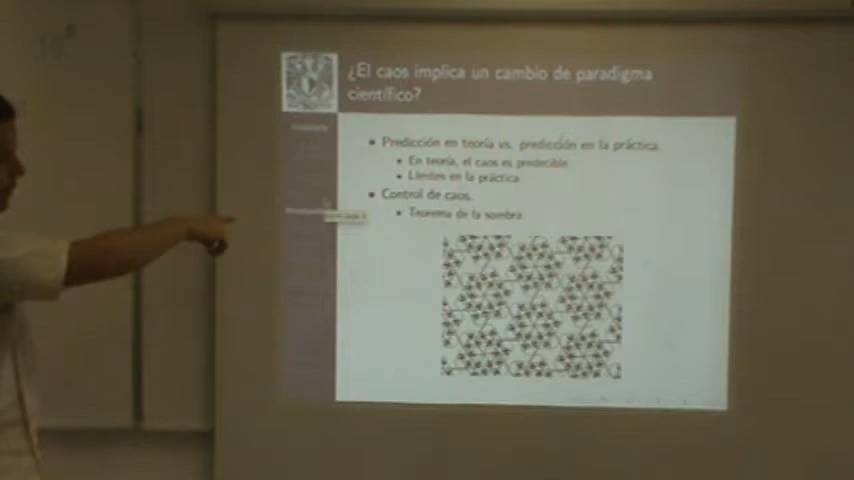 ¿El caos implica un cambio de paradigma
científico?
Predicción en teoría vs. predicción en la práctica.
En teoría, el caos es predecible
Límites en la práctica
Control de caos.
Teorema de la sombra